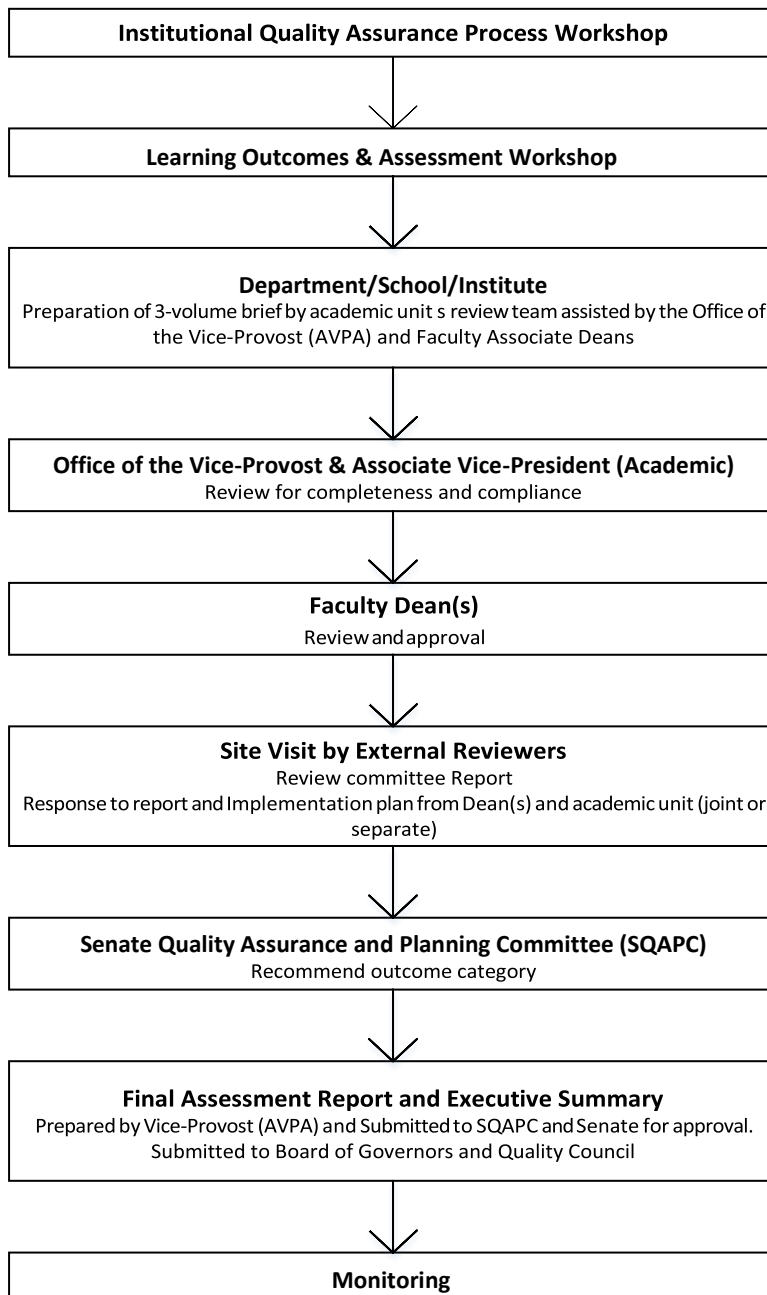 Institutional Quality Assurance Process Workshop
Learning Outcomes & Assessment Workshop
Department/School/Institute
Preparation of 3-volume brief by academic unit s review team assisted by the Office of
the Vice-Provost (AVPA) and Faculty Associate Deans
Office of the Vice-Provost & Associate Vice-President (Academic)
Review for completeness and compliance
Faculty Dean(s)
Review and approval
Site Visit by External Reviewers
Review committee Report
Response to report and Implementation plan from Dean(s) and academic unit (joint or
separate)
Senate Quality Assurance and Planning Committee (SQAPC)
Recommend outcome category
Final Assessment Report and Executive Summary
Prepared by Vice-Provost (AVPA) and Submitted to SQAPC and Senate for approval.
Submitted to Board of Governors and Quality Council
Monitoring